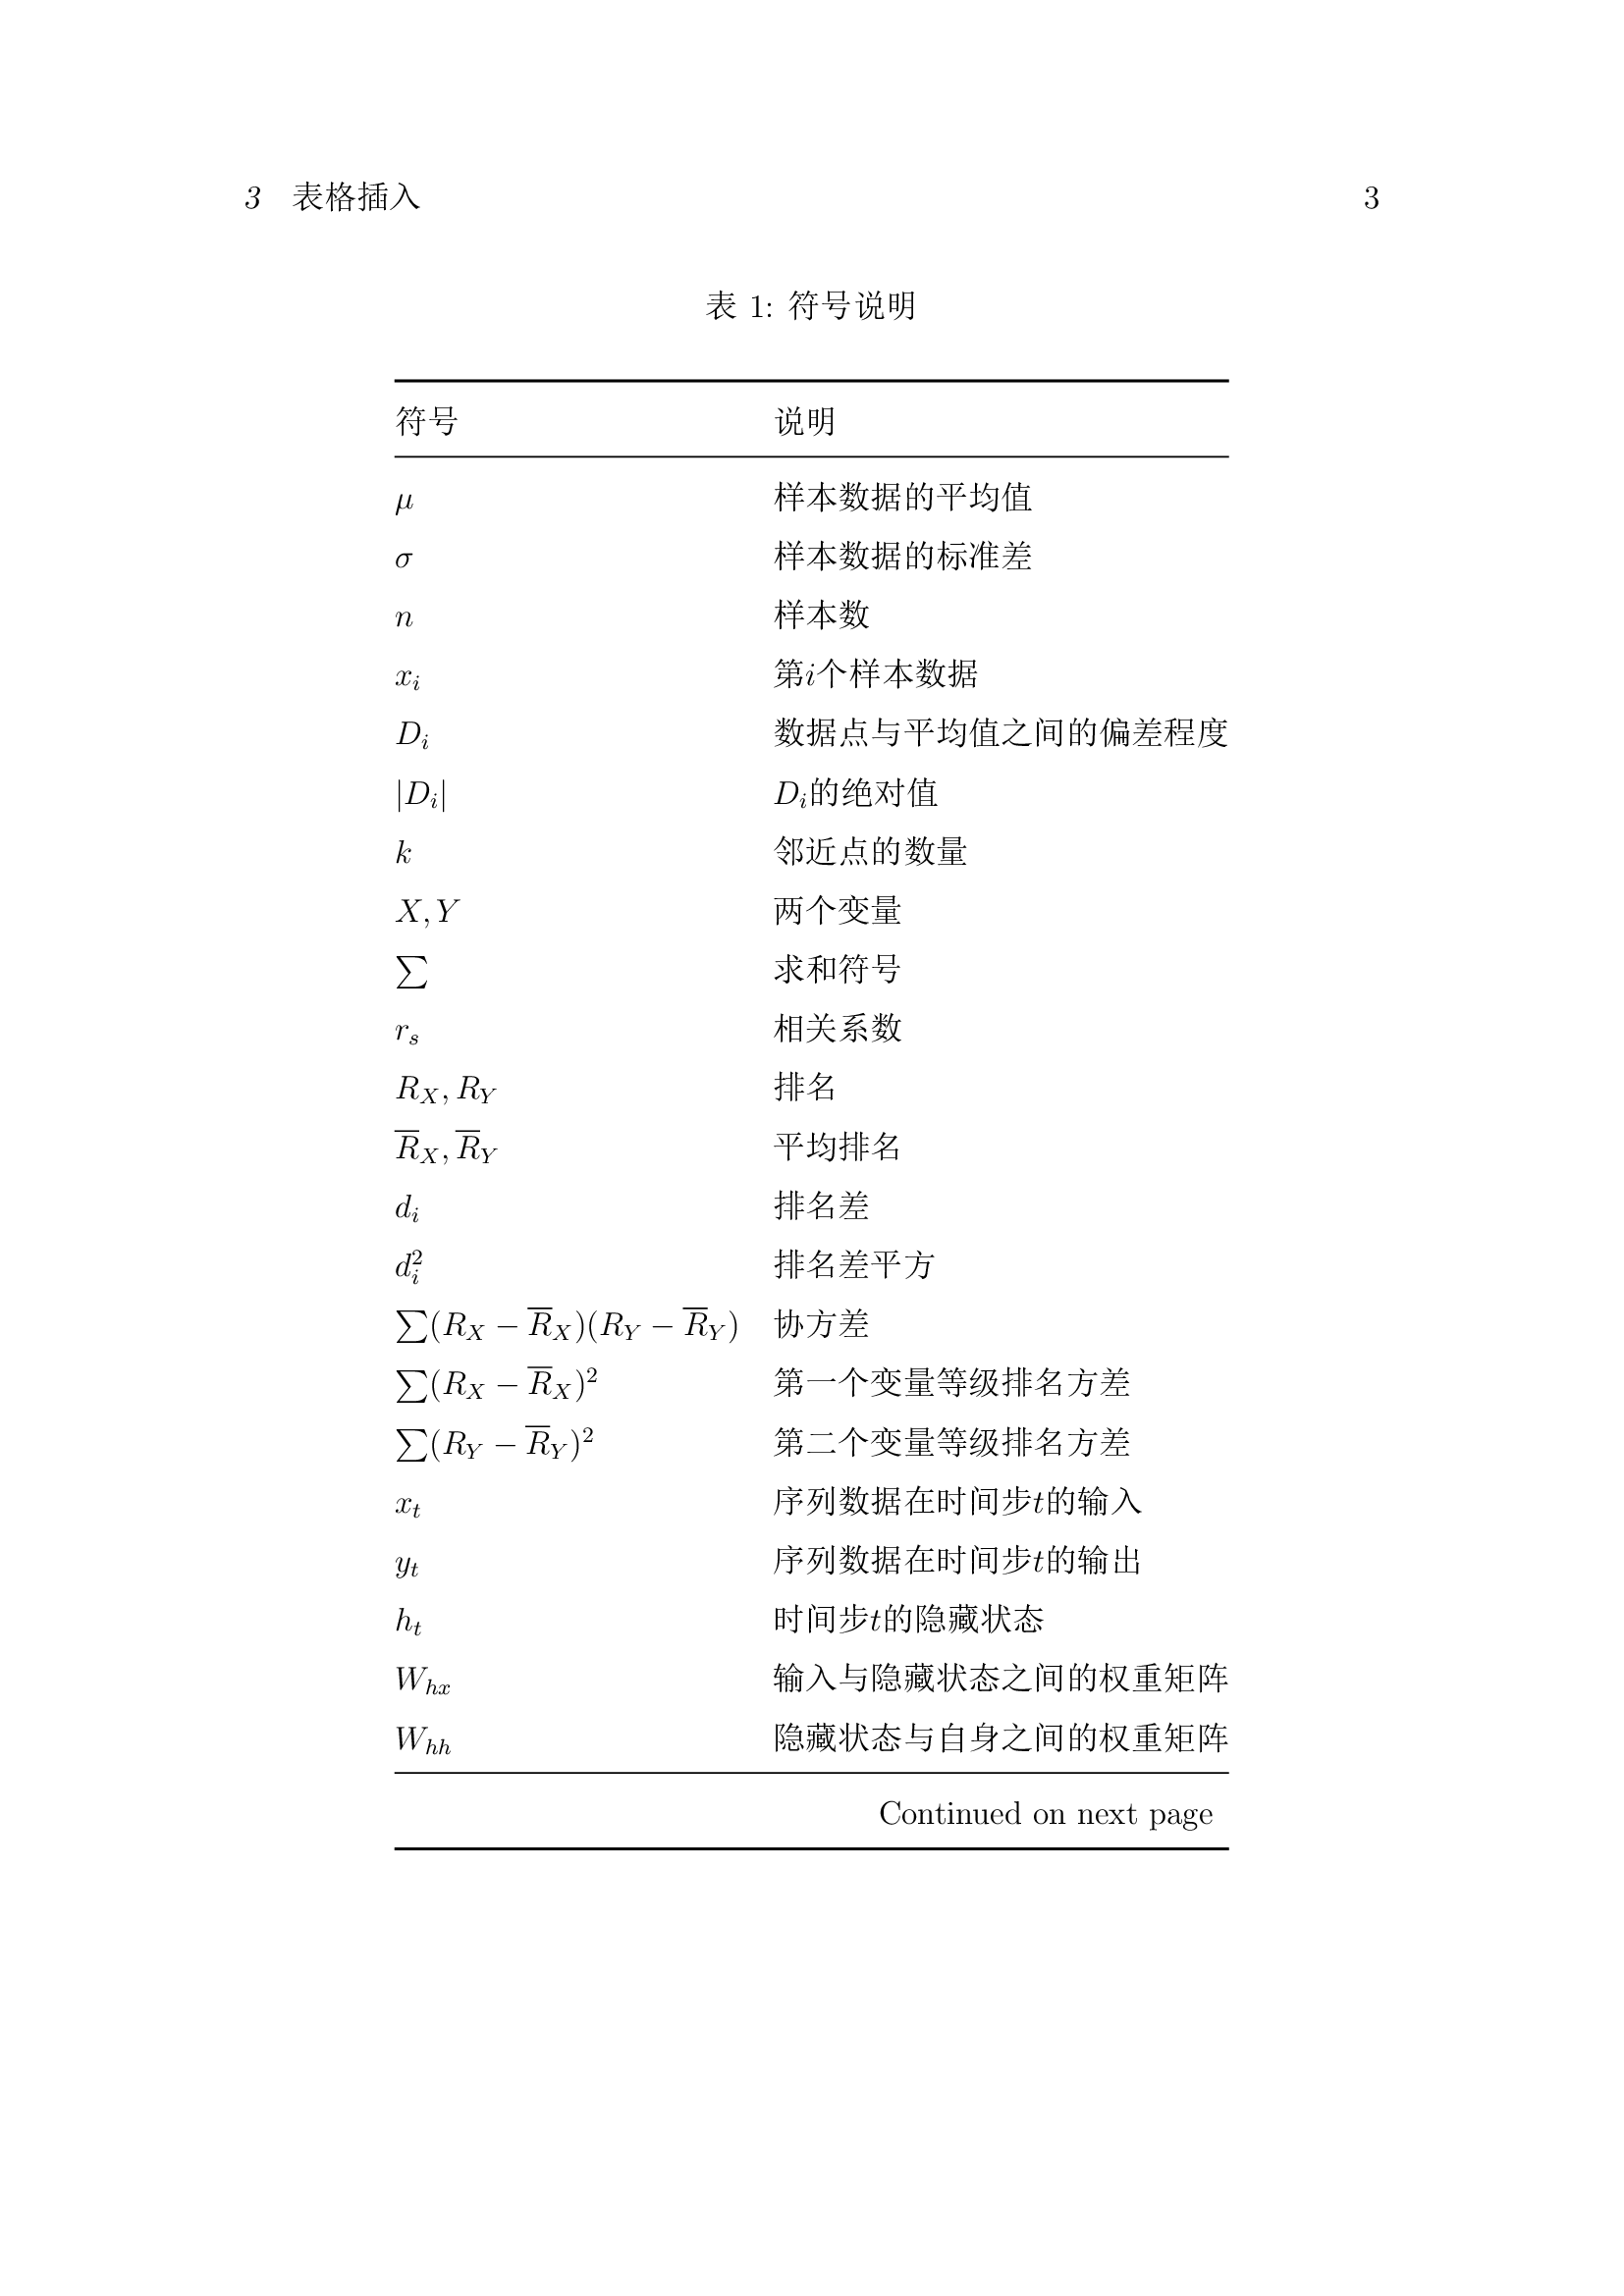 3 表格插入 3
表 1: 符号说明
符号 说明
μ 样本数据的平均值
σ 样本数据的标准差
n 样本数
x_i 第i个样本数据
D_i 数据点与平均值之间的偏差程度
|D_i| D_i的绝对值
k 邻近点的数量
X, Y 两个变量
∑ 求和符号
r_s 相关系数
R_X, R_Y 排名
\overline{R}_X, \overline{R}_Y 平均排名
d_i 排名差
d_i^2 排名差平方
∑(R_X − \overline{R}_X)(R_Y − \overline{R}_Y) 协方差
∑(R_X − \overline{R}_X)^2 第一个变量等级排名方差
∑(R_Y − \overline{R}_Y)^2 第二个变量等级排名方差
x_t 序列数据在时间步t的输入
y_t 序列数据在时间步t的输出
h_t 时间步t的隐藏状态
W_{hx} 输入与隐藏状态之间的权重矩阵
W_{hh} 隐藏状态与自身之间的权重矩阵
Continued on next page